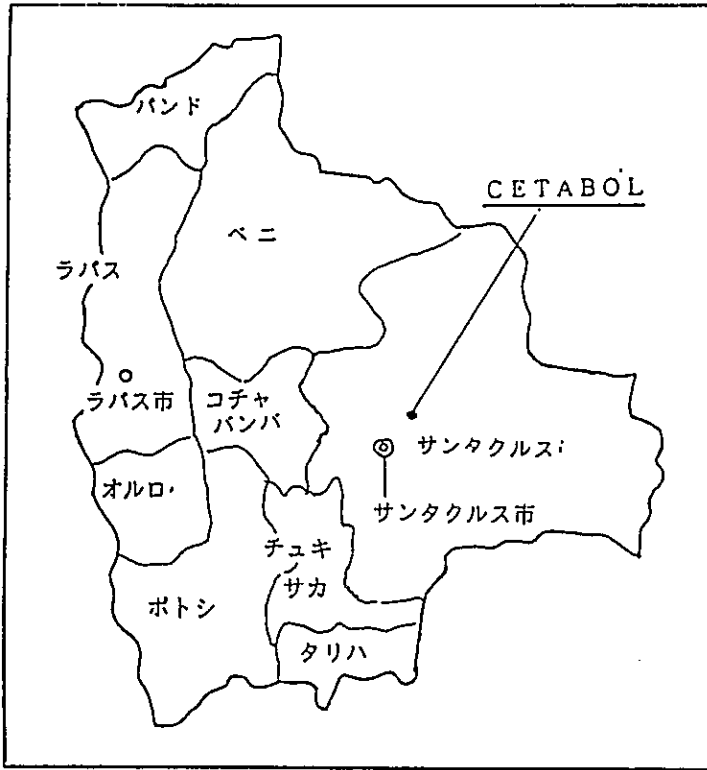 パンド
CETABOL
ベニ
ラパス
ラパス市
コチャ
バンバ
サンタクルス
オルロ
サンタクルス市
チュキ
サカ
ポトシ
タリハ